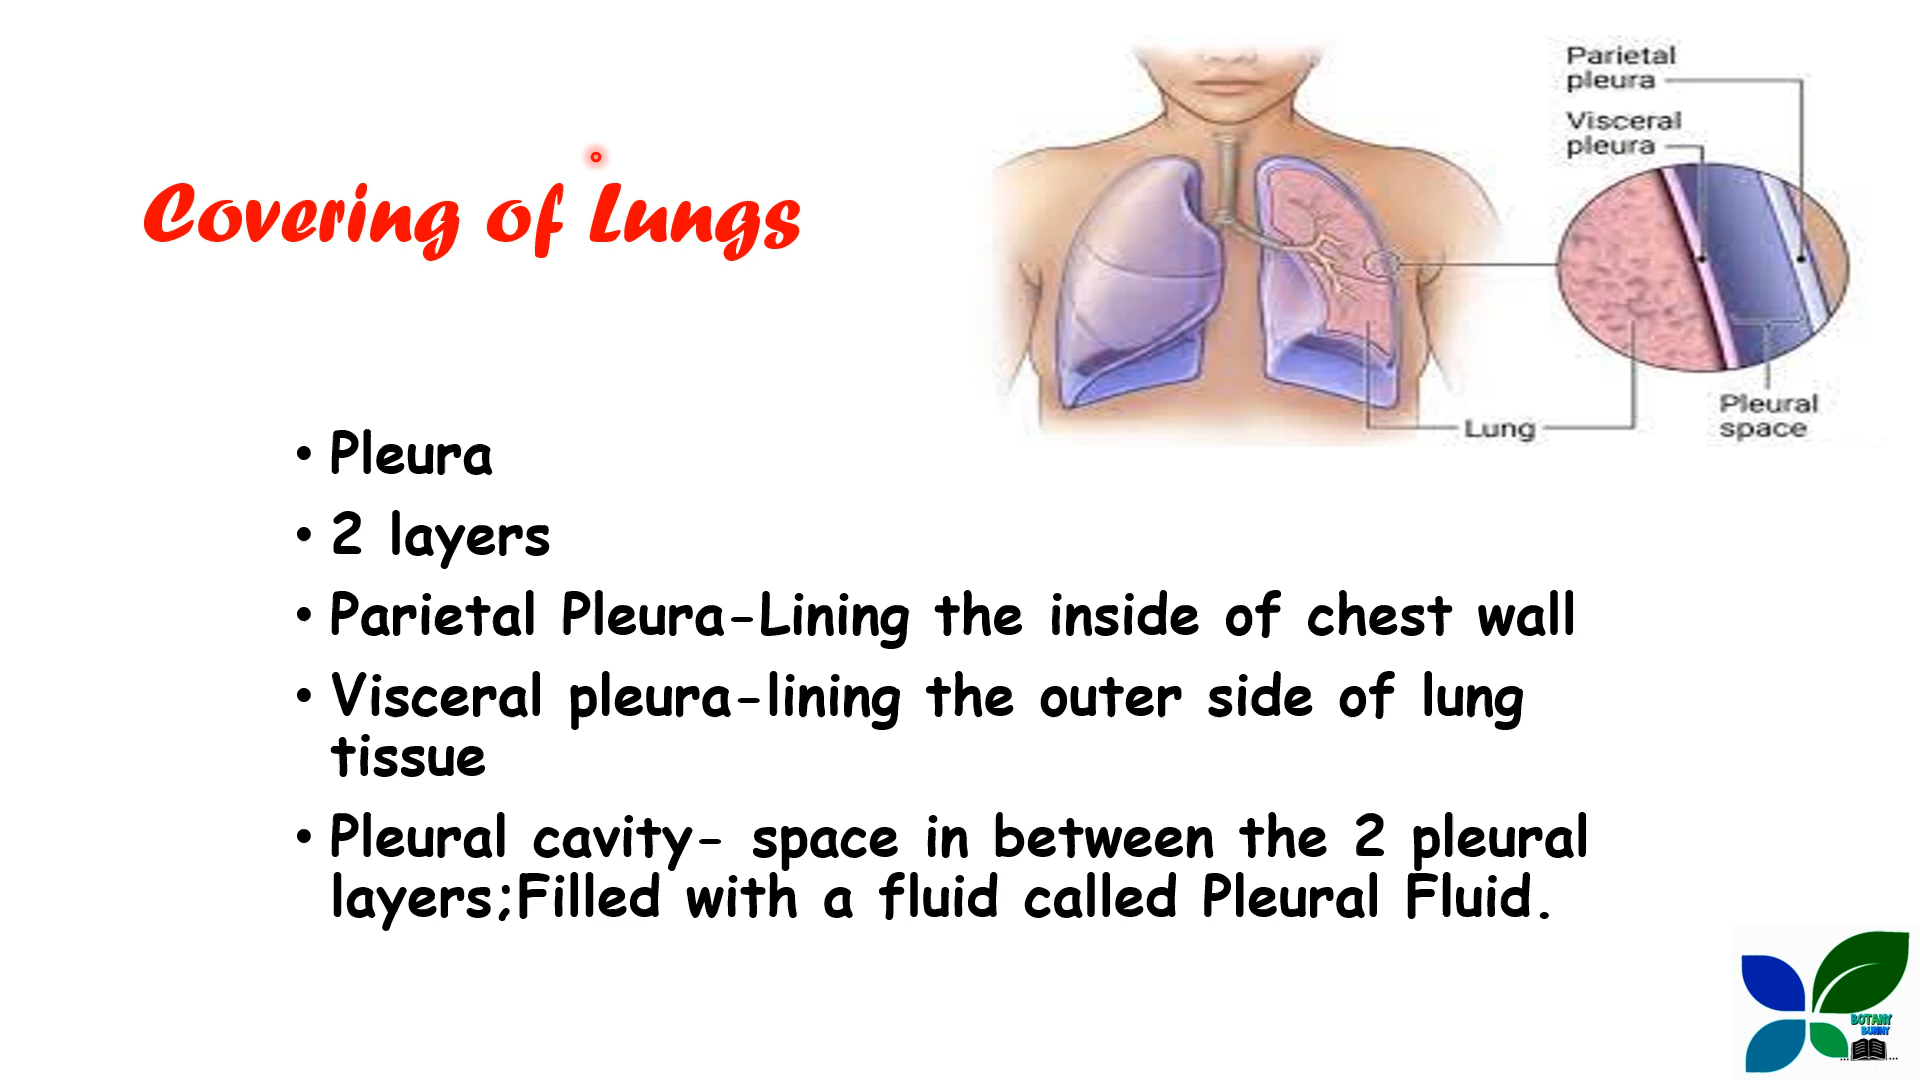 Covering of Lungs
Parietal
pleura
Visceral
pleura
Pleural
space
Lung
• Pleura
• 2 layers
• Parietal Pleura-Lining the inside of chest wall
• Visceral pleura-lining the outer side of lung
tissue
• Pleural cavity- space in between the 2 pleural
layers;Filled with a fluid called Pleural Fluid.
BOTANY
BUNNY